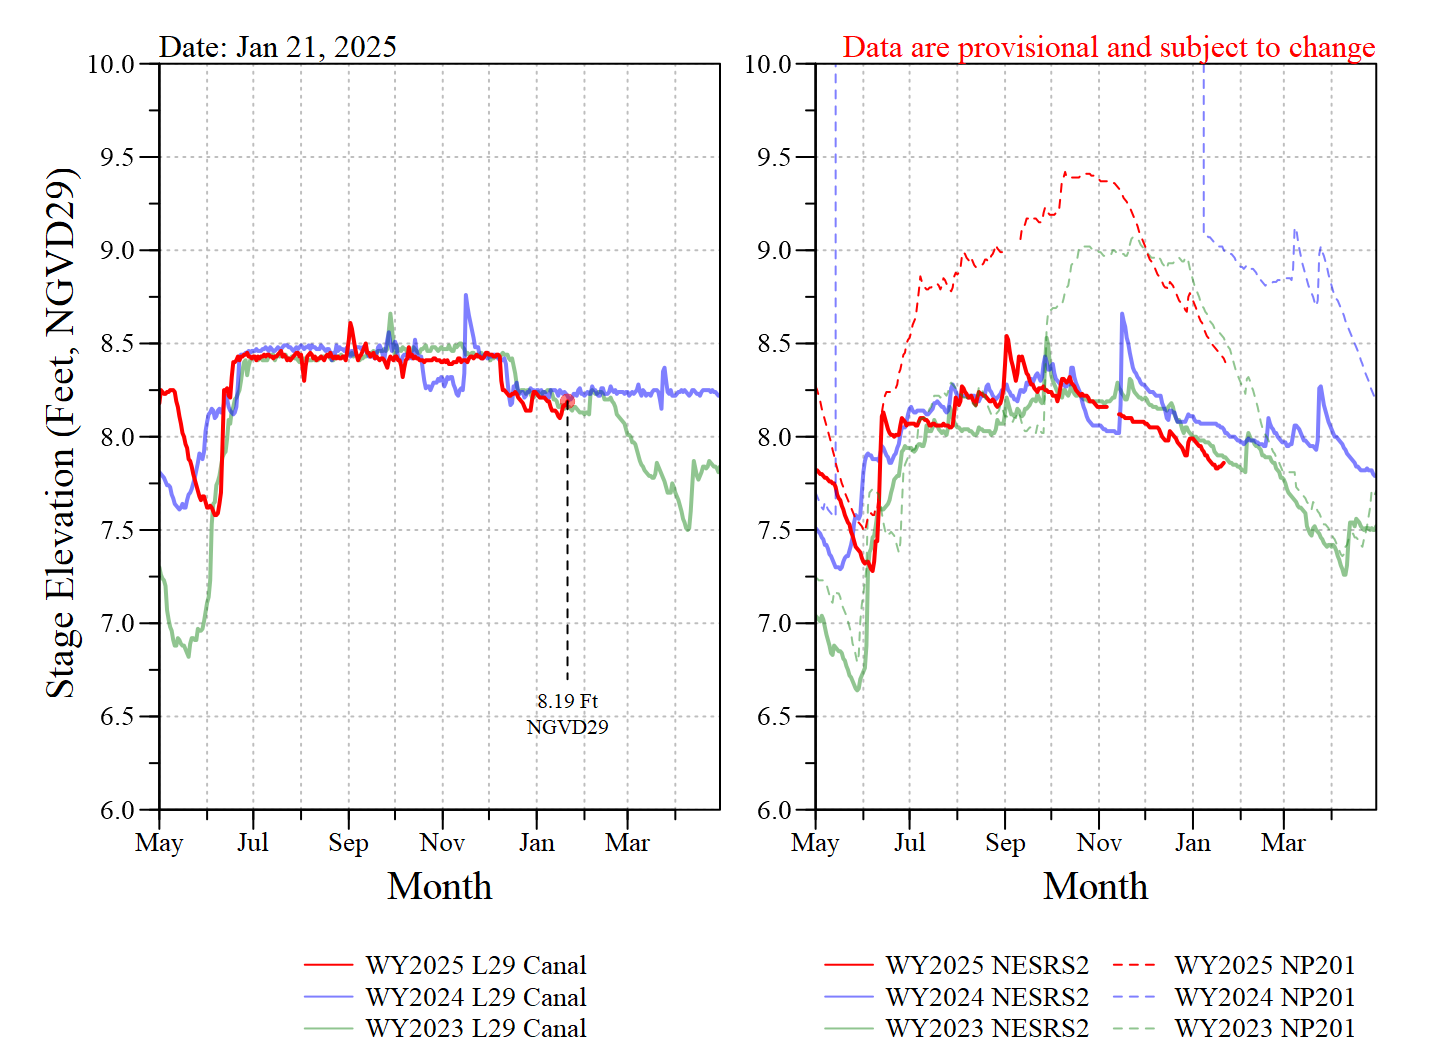 Date: Jan 21, 2025
Data are provisional and subject to change
Stage Elevation (Feet, NGVD29)
10.0
9.5
9.0
8.5
8.0
7.5
7.0
6.5
6.0
8.19 Ft
NGVD29
May Jul Sep Nov Jan Mar
Month
10.0
9.5
9.0
8.5
8.0
7.5
7.0
6.5
6.0
May Jul Sep Nov Jan Mar
Month
WY2025 L29 Canal
WY2024 L29 Canal
WY2023 L29 Canal
WY2025 NESRS2 WY2025 NP201
WY2024 NESRS2 WY2024 NP201
WY2023 NESRS2 WY2023 NP201